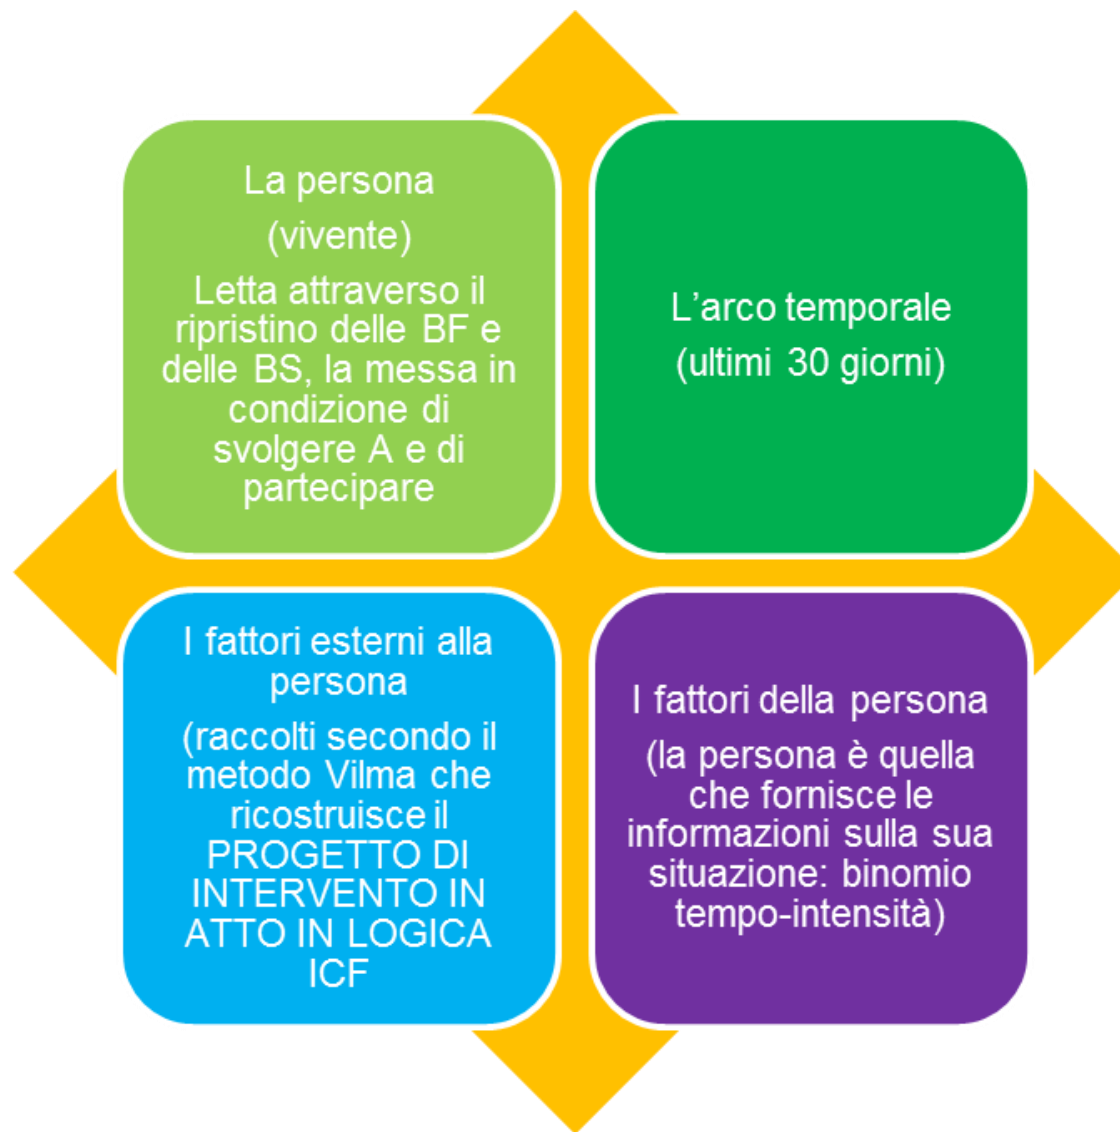 La persona
(vivente)
Letta attraverso il
ripristino delle BF e
delle BS, la messa in
condizione di
svolgere A e di
partecipare
L’arco temporale
(ultimi 30 giorni)
I fattori esterni alla
persona
(raccolti secondo il
metodo Vilma che
ricostruisce il
PROGETTO DI
INTERVENTO IN
ATTO IN LOGICA
ICF
I fattori della persona
(la persona è quella
che fornisce le
informazioni sulla sua
situazione: binomio
tempo-intensità)